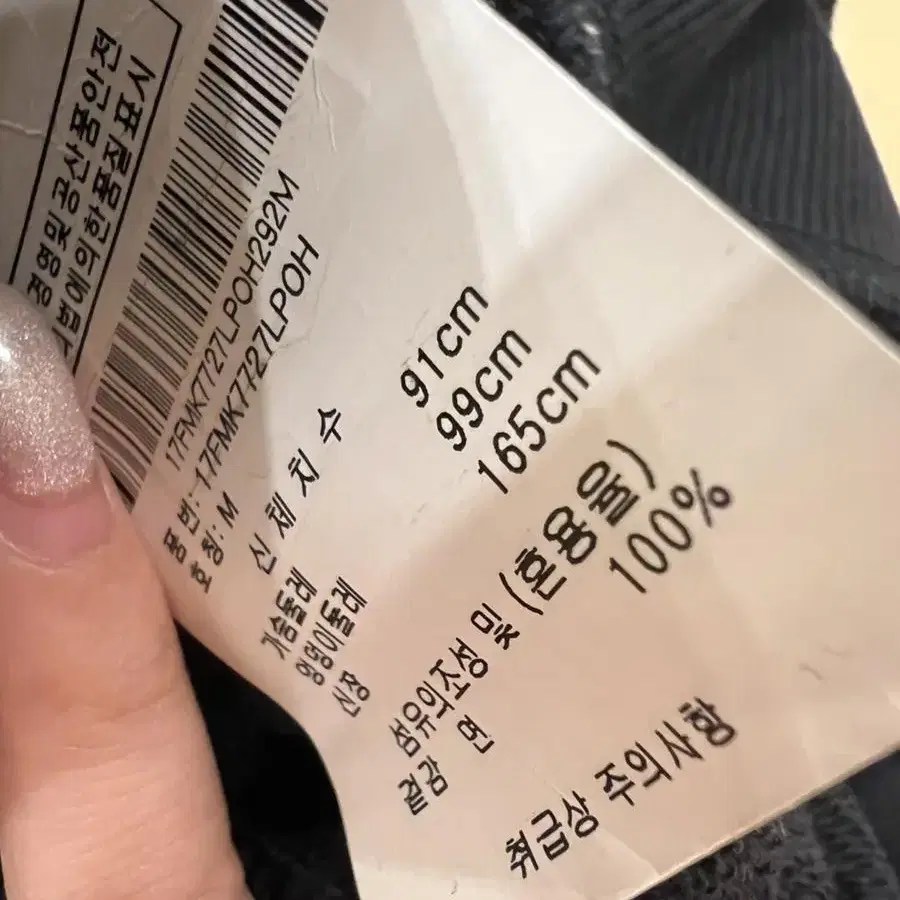 경영및 공산품안전
법에의한품질표시
17FMK7727LPOH292M
품 번: 17FMK7727LPOH
호칭: M
신 체 치 수
가슴둘레 91cm
엉덩이둘레 99cm
신장 165cm
섬유의조성 및 (혼용율)
겉감 면 100%
취급상 주의사항